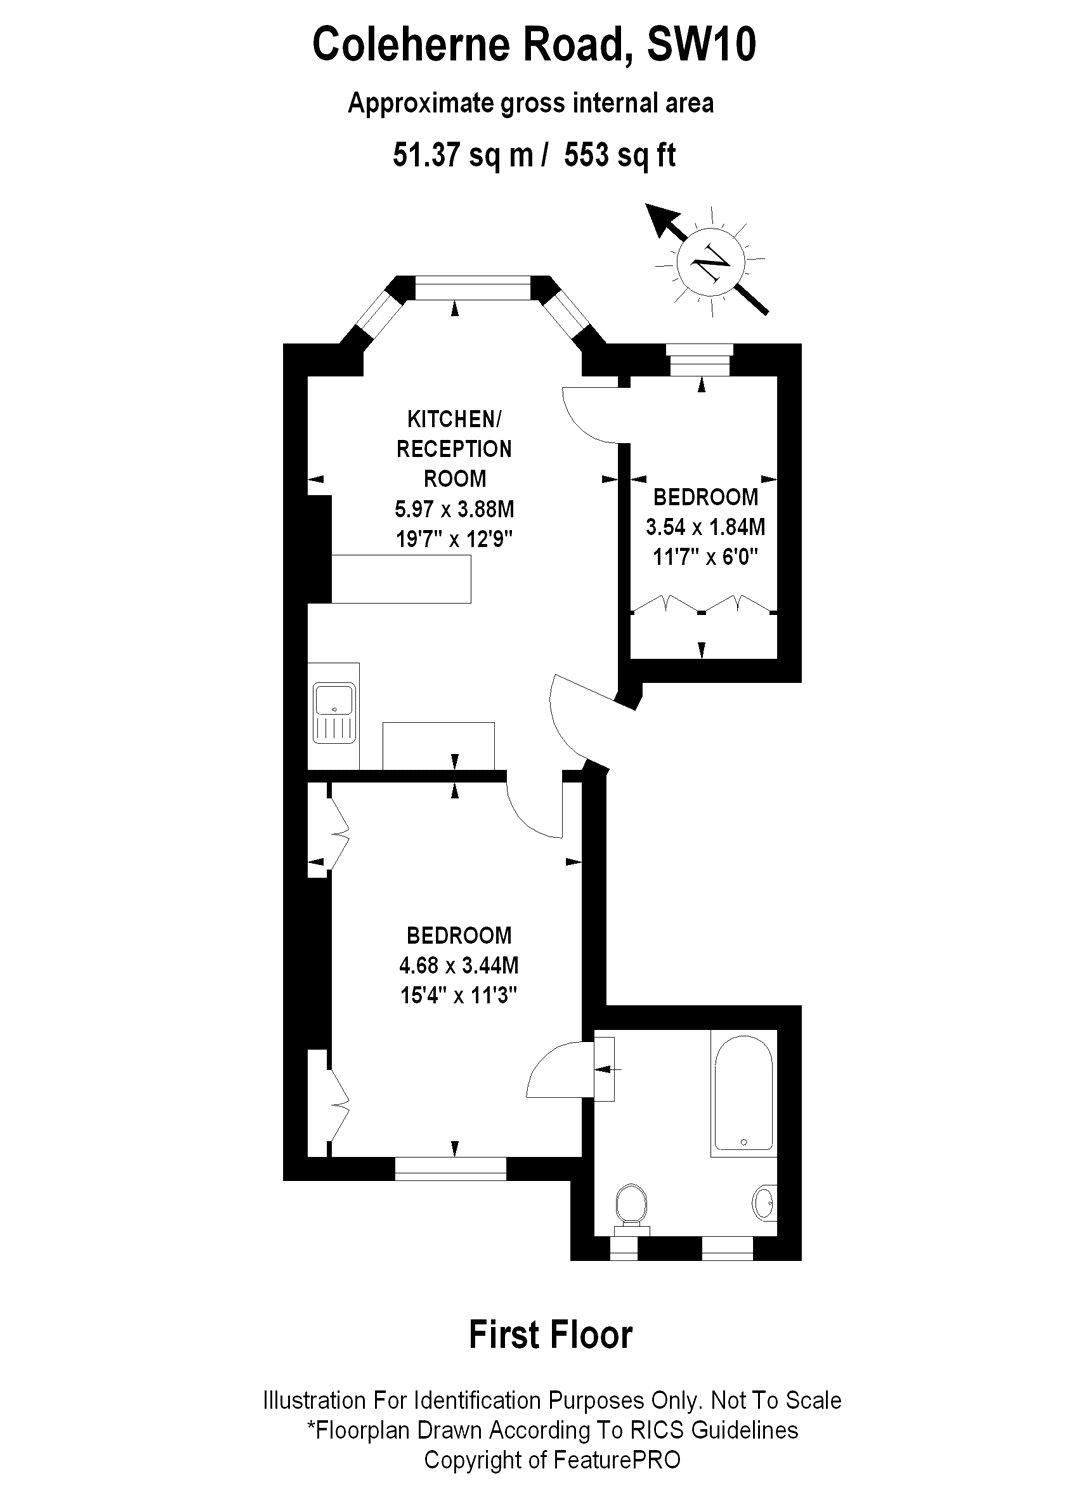 Coleherne Road, SW10
Approximate gross internal area
51.37 sq m / 553 sq ft
N
KITCHEN/
RECEPTION
ROOM
5.97 x 3.88M
19'7" x 12'9"
BEDROOM
3.54 x 1.84M
11'7" x 6'0"
BEDROOM
4.68 x 3.44M
15'4" x 11'3"
First Floor
Illustration For Identification Purposes Only. Not To Scale
*Floorplan Drawn According To RICS Guidelines
Copyright of FeaturePRO